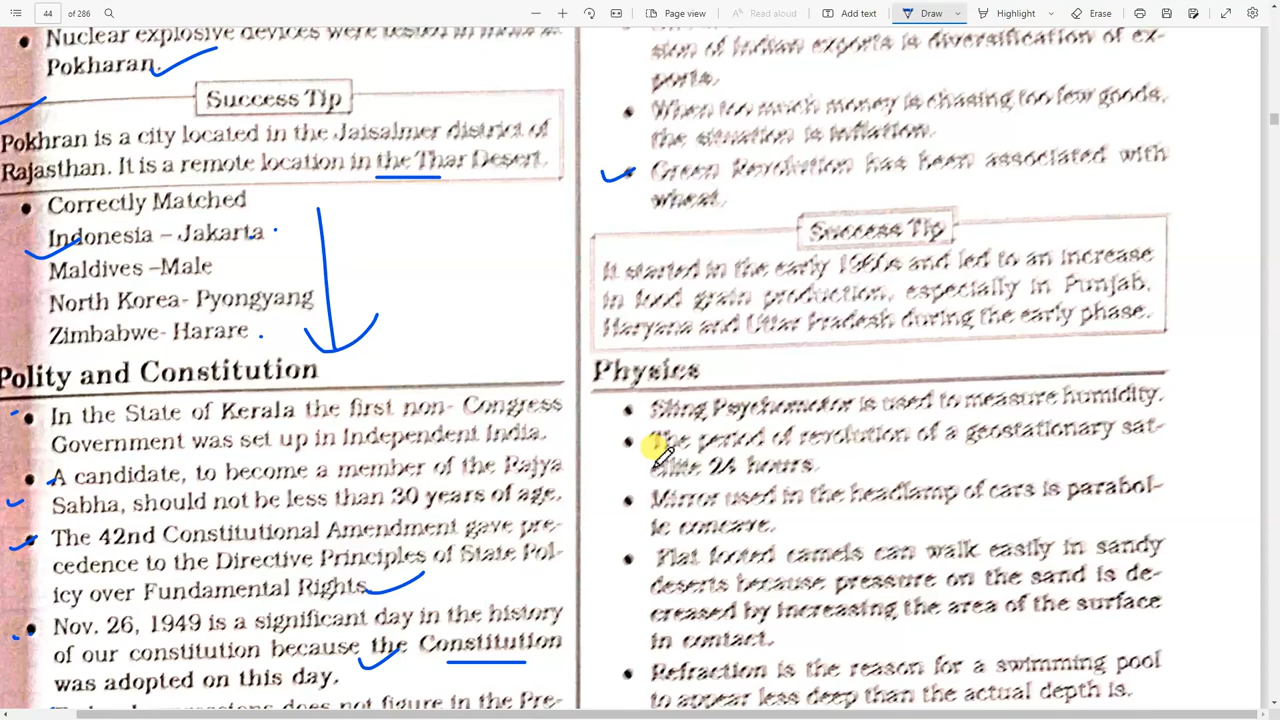 44 of 286
Page view
Read aloud
Add text
Draw
Highlight
Erase
Nuclear explosive devices were tested in India at
Pokharan.
Success Tip
Pokhran is a city located in the Jaisalmer district of
Rajasthan. It is a remote location in the Thar Desert.
Correctly Matched
Indonesia – Jakarta
Maldives –Male
North Korea- Pyongyang
Zimbabwe- Harare
Polity and Constitution
In the State of Kerala the first non- Congress
Government was set up in Independent India.
A candidate, to become a member of the Rajya
Sabha, should not be less than 30 years of age.
The 42nd Constitutional Amendment gave pre-
cedence to the Directive Principles of State Pol-
icy over Fundamental Rights.
Nov. 26, 1949 is a significant day in the history
of our constitution because the Constitution
was adopted on this day.
does not figure in the Pre-
sion of Indian exports is diversification of ex-
ports.
When too much money is chasing too few goods,
the situation is inflation.
Green Revolution has been associated with
wheat.
Success Tip
It started in the early 1960s and led to an increase
in food grain production, especially in Punjab,
Haryana and Uttar Pradesh during the early phase.
Physics
Sling Psychometor is used to measure humidity.
The period of revolution of a geostationary sat-
ellite 24 hours.
Mirror used in the headlamp of cars is parabol-
ic concave.
Flat footed camels can walk easily in sandy
deserts because pressure on the sand is de-
creased by increasing the area of the surface
in contact.
Refraction is the reason for a swimming pool
to appear less deep than the actual depth is.